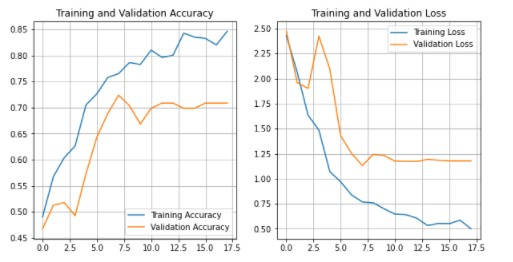 Training and Validation Accuracy
0.85
0.80
0.75
0.70
0.65
0.60
0.55
0.50
0.45
Training Accuracy
Validation Accuracy
0.0 2.5 5.0 7.5 10.0 12.5 15.0 17.5
Training and Validation Loss
2.50
2.25
2.00
1.75
1.50
1.25
1.00
0.75
0.50
Training Loss
Validation Loss
0.0 2.5 5.0 7.5 10.0 12.5 15.0 17.5